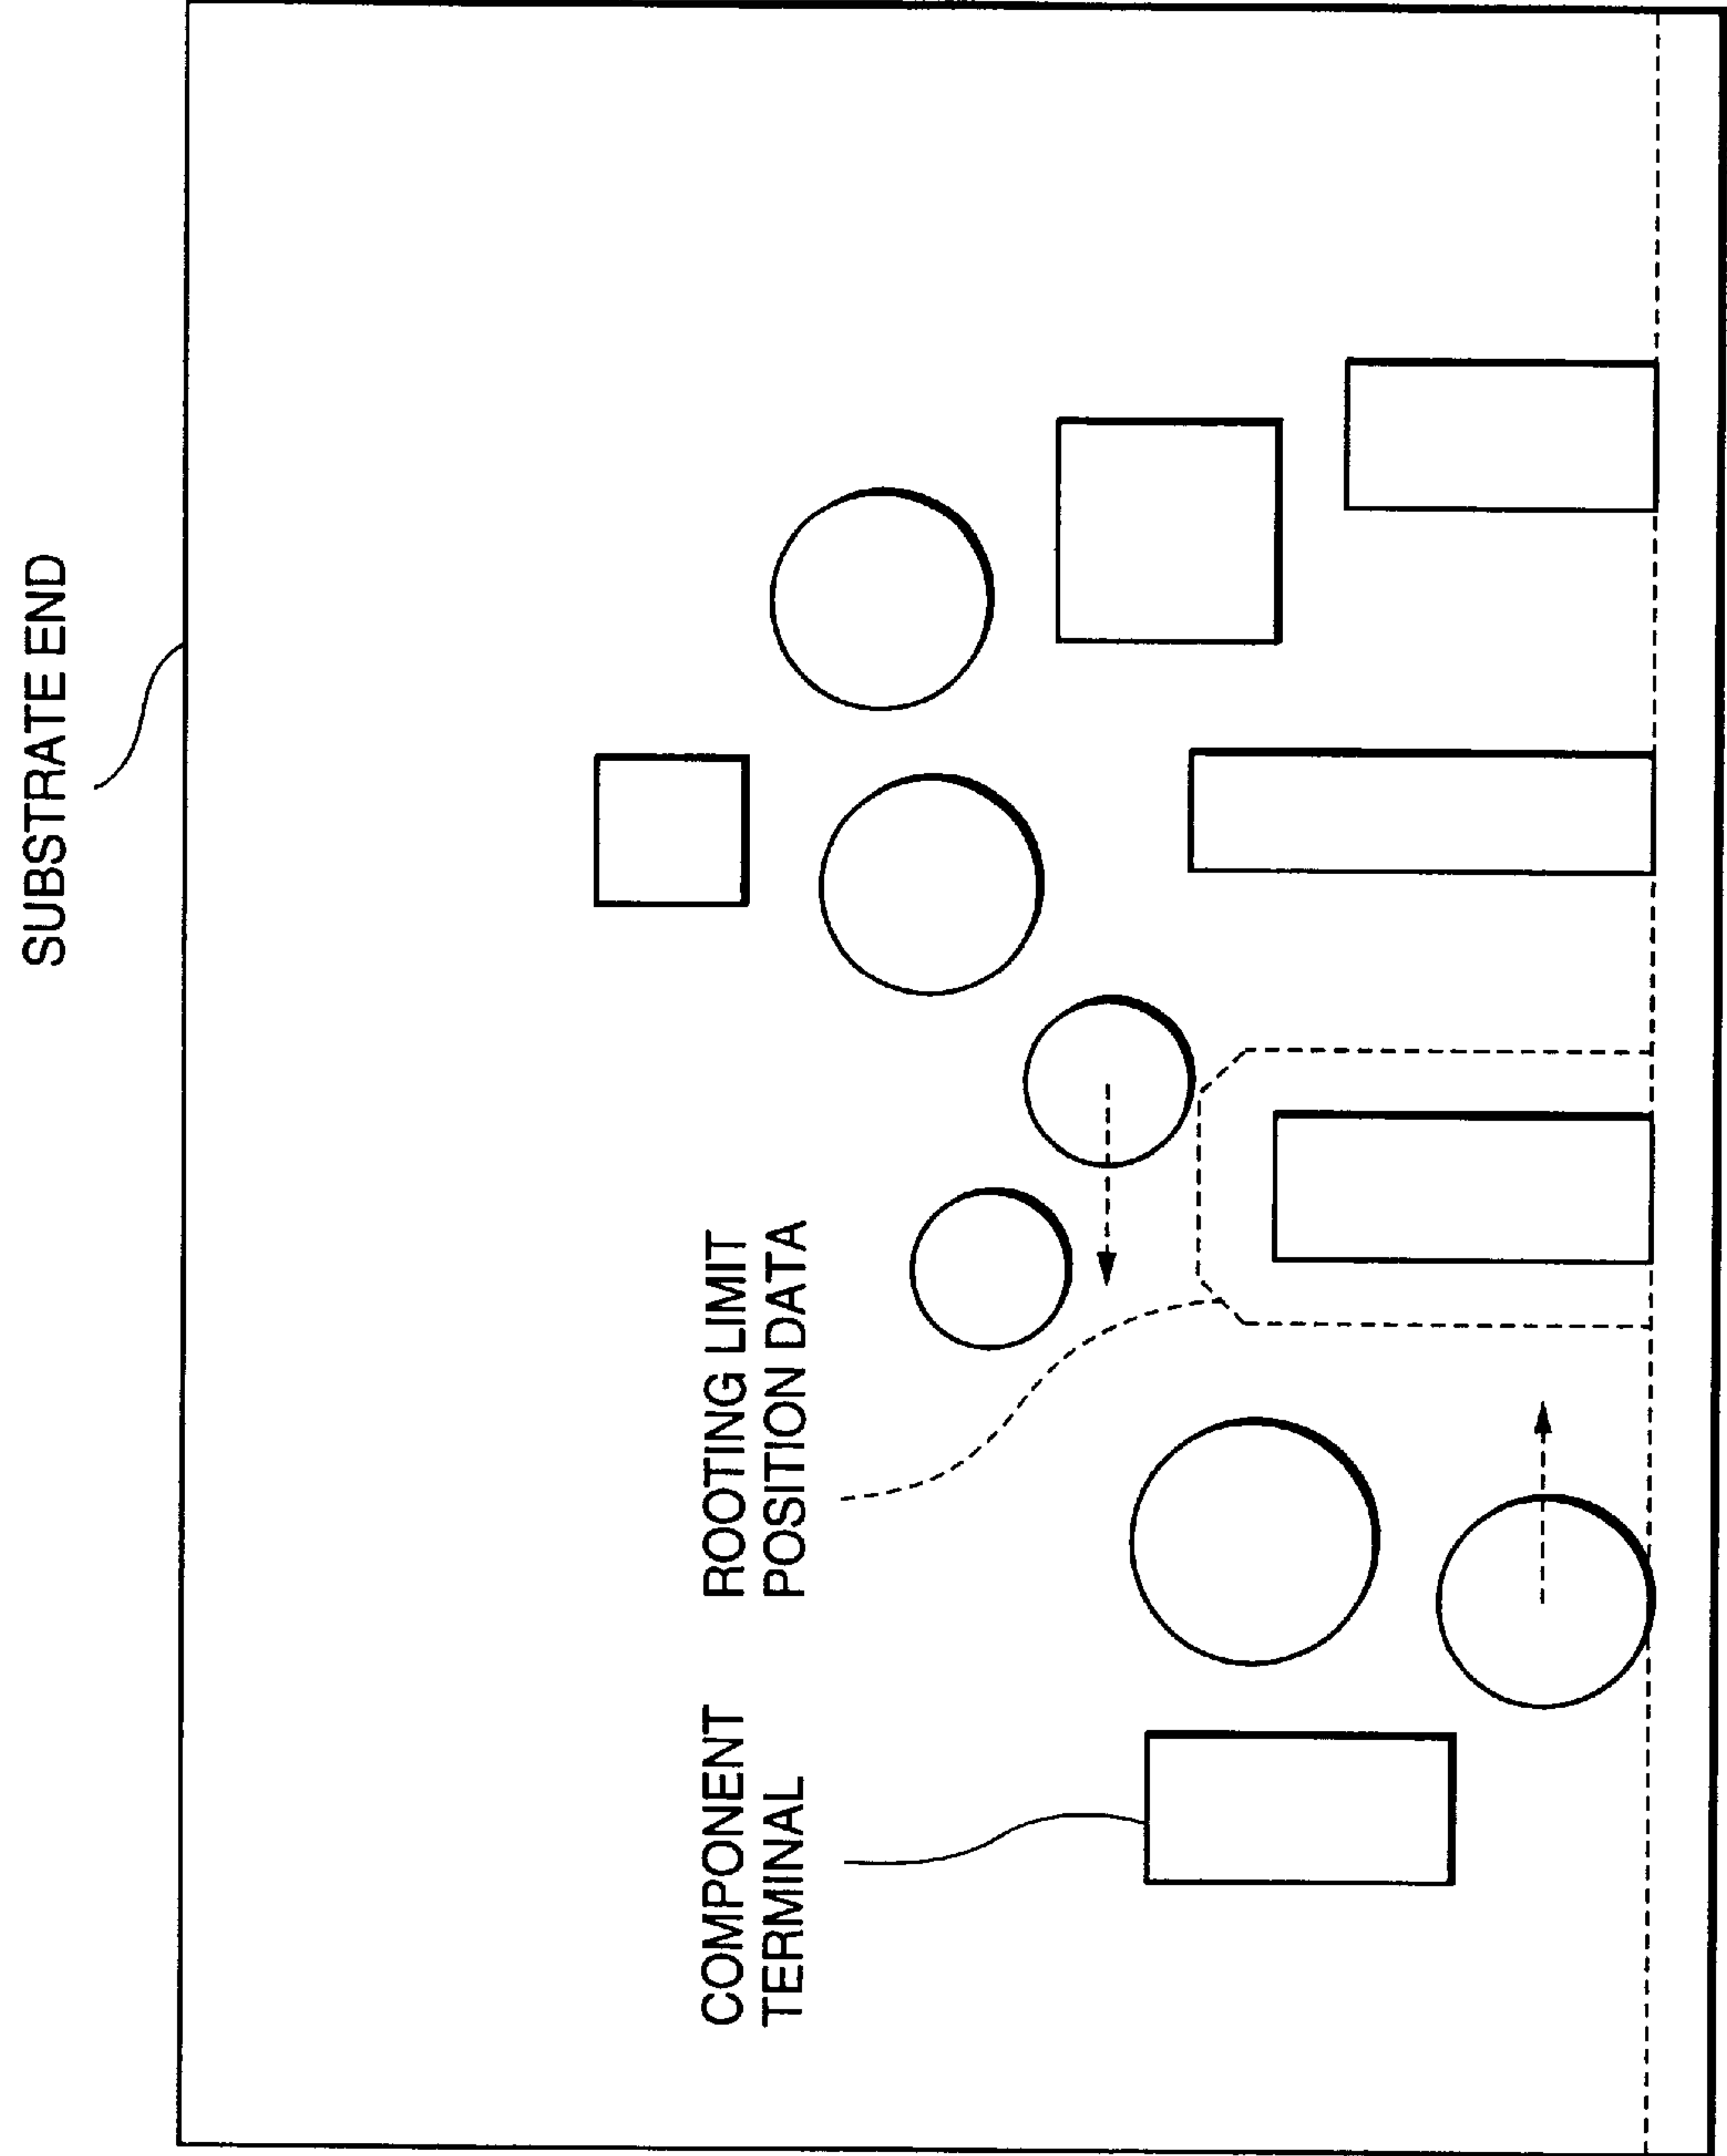 SUBSTRATE END
COMPONENT
TERMINAL
ROOTING LIMIT
POSITION DATA